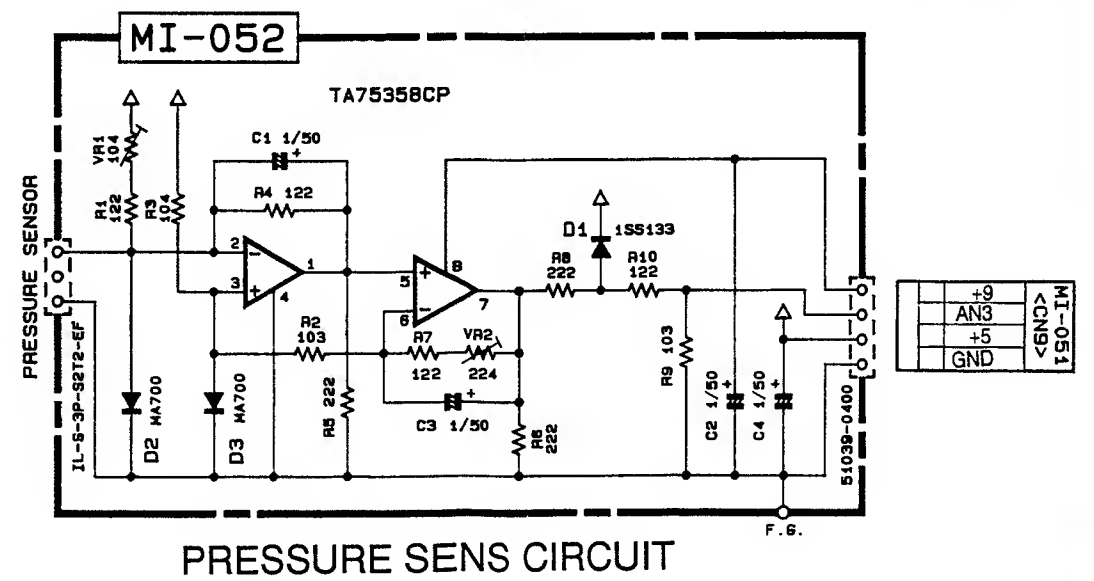 MI-052
TA75358CP
C1 1/50
+
VR1
104
R4 122
R1
122
R3
104
PRESSURE SENSOR
2
-
1
3
+
4
D1
1SS133
5
+
8
7
-
6
R8
222
R10
122
R2
103
R7
122
VR2
224
R9 103
+9
AN3
+5
GND
MI-051
<CN9>
IL-S-3P-S2T2-EF
D2
MA700
D3
MA700
R5 222
+
C3 1/50
R6
222
C2 1/50
+
C4 1/50
+
51039-0400
F.G.
PRESSURE SENS CIRCUIT